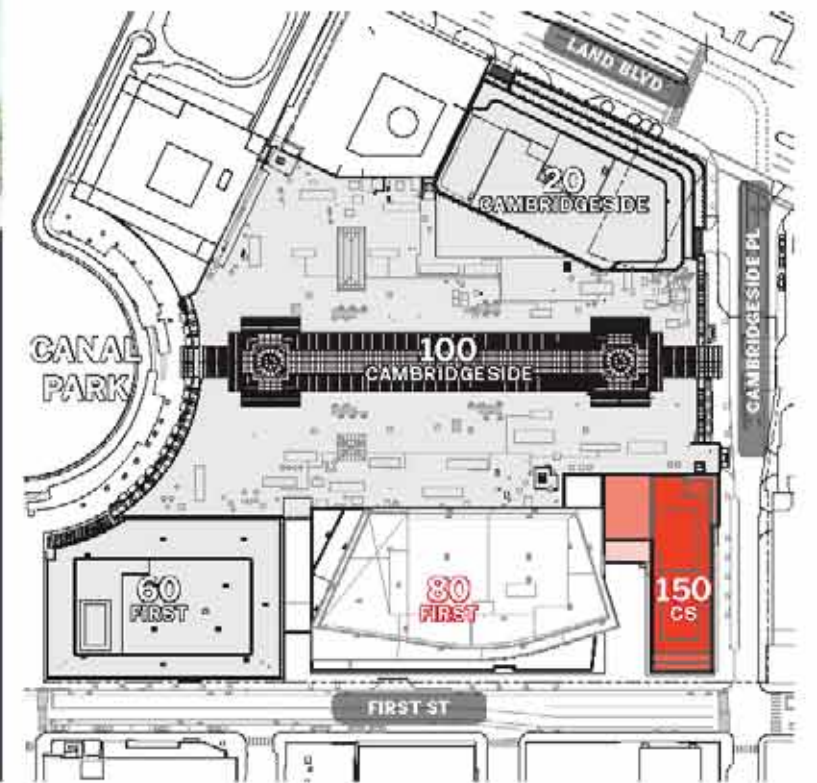 LAND BLVD
20
CAMBRIDGESIDE
CAMBRIDGESIDE PL
CANAL
PARK
100
CAMBRIDGESIDE
60
FIRST
80
FIRST
150
CS
FIRST ST